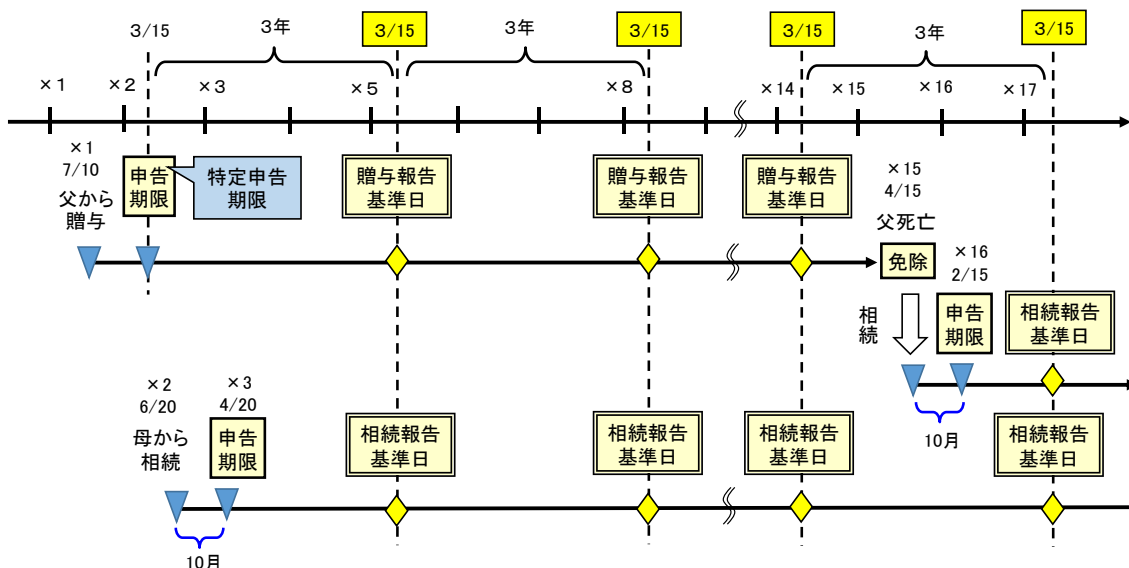 3/15
3年
3/15
3年
3/15
3/15
3年
3/15
×1
×2
×3
×5
×8
×14
×15
×16
×17
×1
7/10
父から
贈与
申告
期限
特定申告
期限
贈与報告
基準日
贈与報告
基準日
贈与報告
基準日
×15
4/15
父死亡
免除
×16
2/15
相続
申告
期限
相続報告
基準日
10月
×2
6/20
母から
相続
×3
4/20
申告
期限
相続報告
基準日
相続報告
基準日
相続報告
基準日
相続報告
基準日
10月